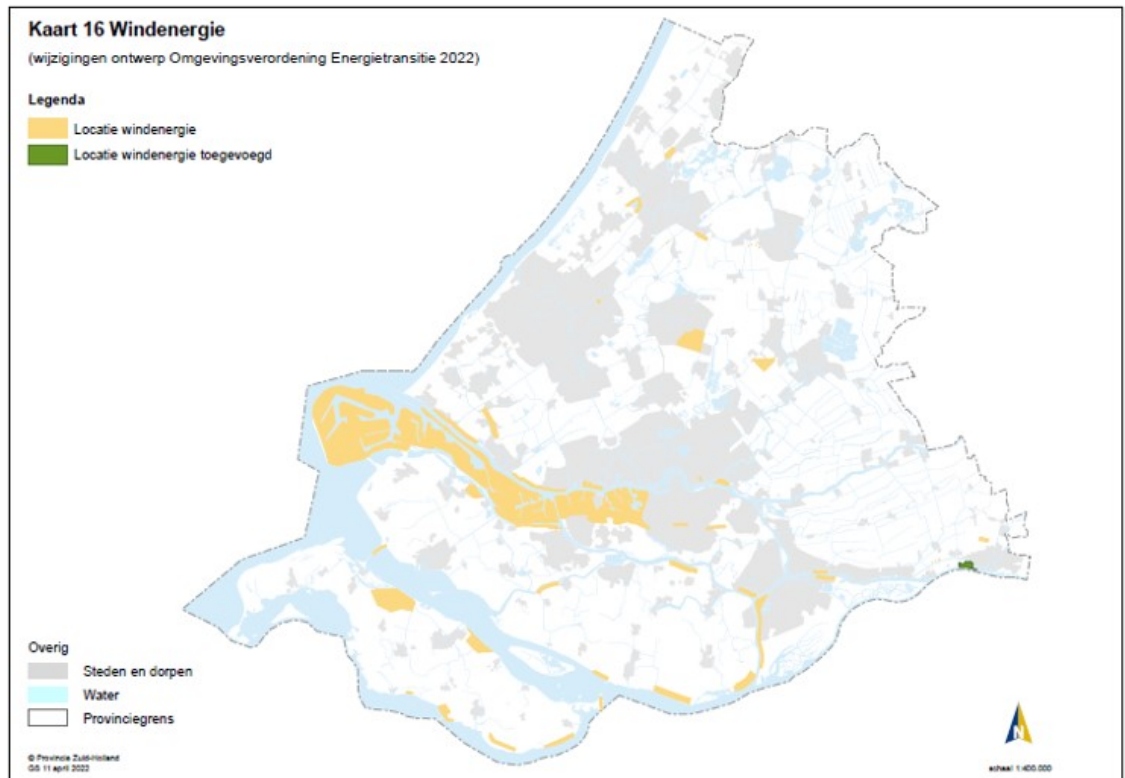 Kaart 16 Windenergie
(wijzigingen ontwerp Omgevingsverordening Energietransitie 2022)
Legenda
Locatie windenergie
Locatie windenergie toegevoegd
Overig
Steden en dorpen
Water
Provinciegrens
© Provincie Zuid-Holland
GS 11 april 2022
N
schaal 1:400.000